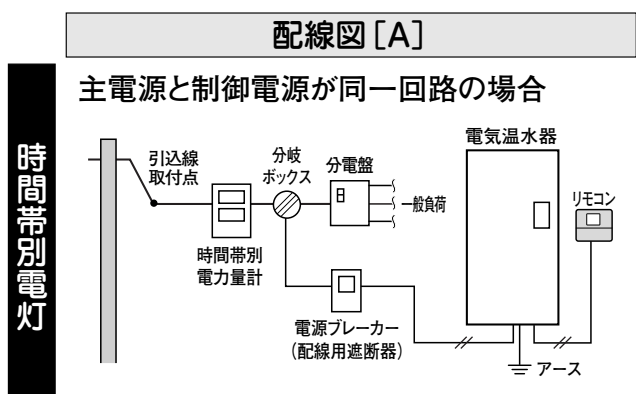 配線図［A］
時間帯別電灯
主電源と制御電源が同一回路の場合
引込線
取付点
分岐
ボックス
分電盤
一般負荷
電気温水器
リモコン
時間帯別
電力量計
電源ブレーカー
(配線用遮断器)
アース